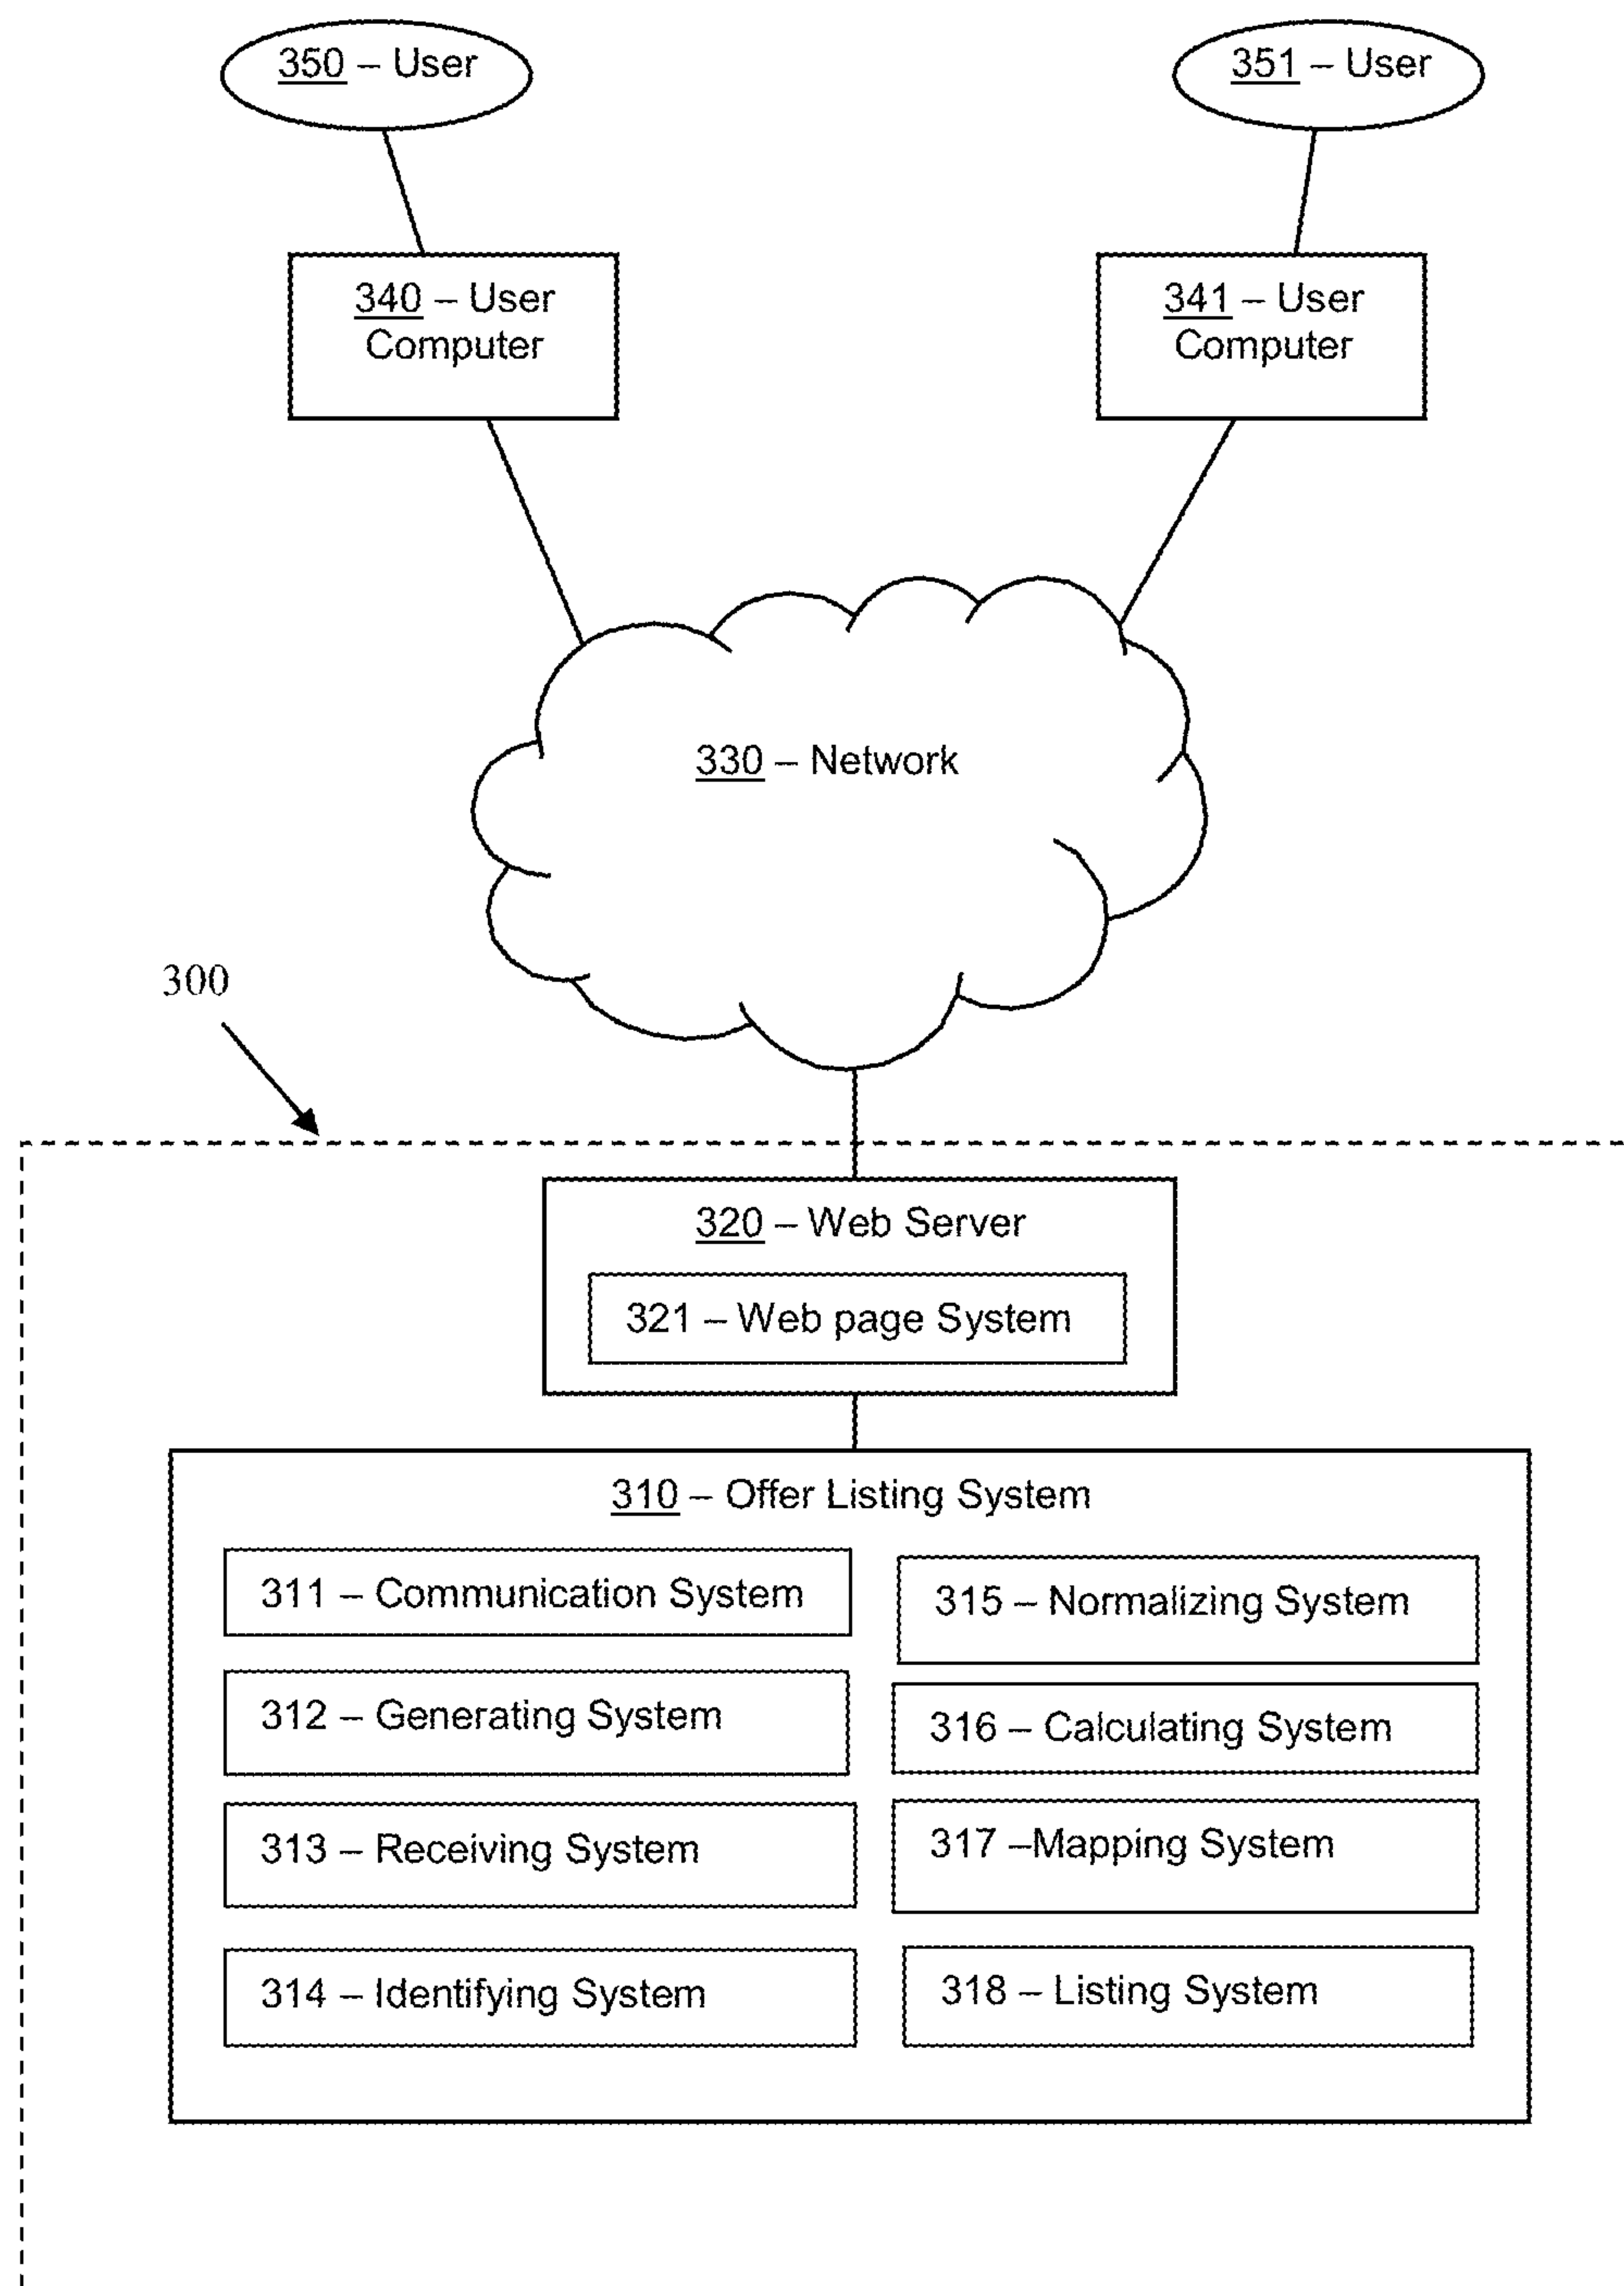 350 – User
351 – User
340 – User
Computer
341 – User
Computer
330 – Network
300
320 – Web Server
321 – Web page System
310 – Offer Listing System
311 – Communication System
315 – Normalizing System
312 – Generating System
316 – Calculating System
313 – Receiving System
317 –Mapping System
314 – Identifying System
318 – Listing System